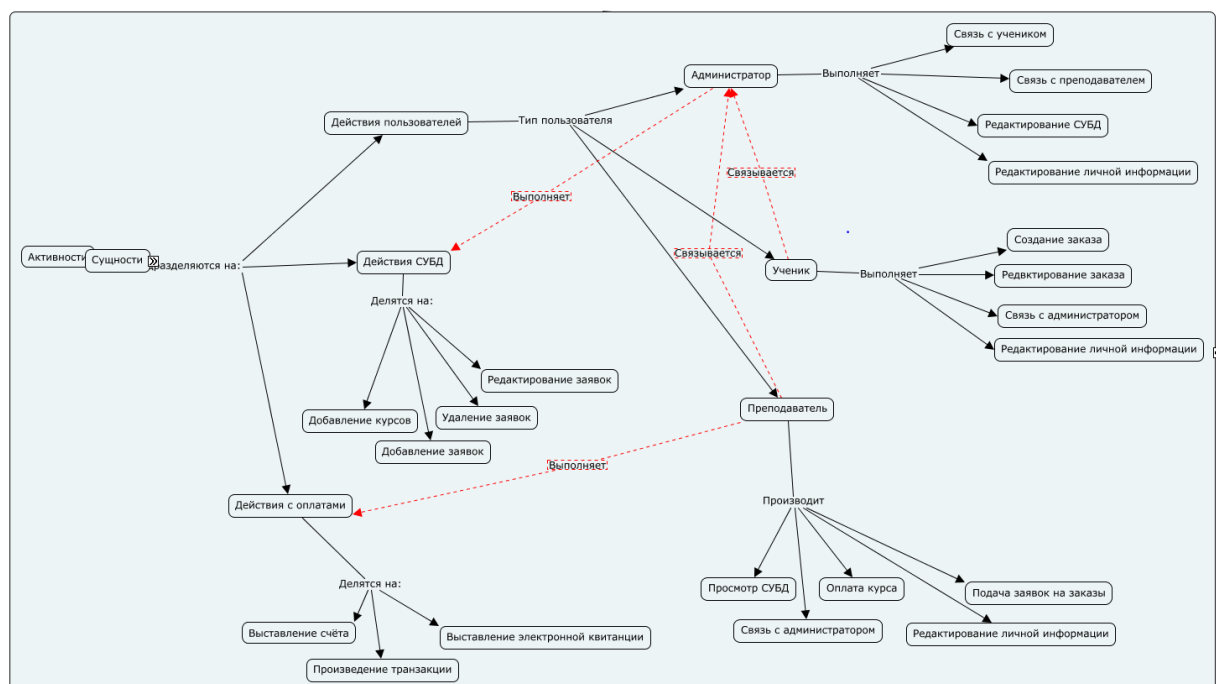 Связь с учеником
Администратор
Выполняет
Связь с преподавателем
Действия пользователей
Тип пользователя
Редактирование СУБД
Редактирование личной информации
Связывается
Выполняет
Создание заказа
Связывается
Активности
Сущности
разделяются на:
Действия СУБД
Ученик
Выполняет
Редвктирование заказа
Делятся на:
Связь с администратором
Редактирование личной информации
Редактирование заявок
Преподаватель
Добавление курсов
Удаление заявок
Добавление заявок
Выполняет
Действия с оплатами
Производит
Делятся на:
Просмотр СУБД
Оплата курса
Подача заявок на заказы
Выставление счёта
Выставление электронной квитанции
Связь с администратором
Редактирование личной информации
Произведение транзакции